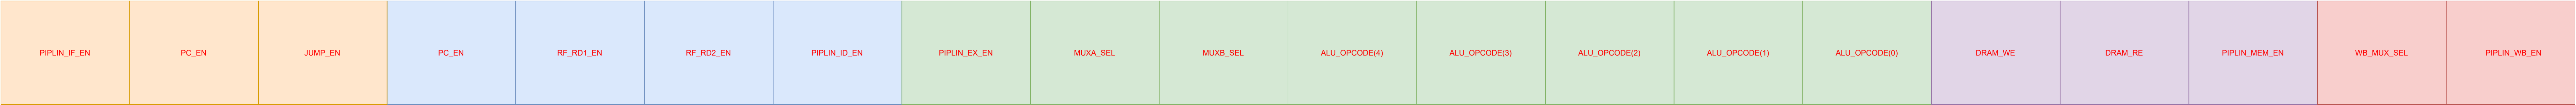 PIPLIN_IF_EN
PC_EN
JUMP_EN
PC_EN
RF_RD1_EN
RF_RD2_EN
PIPLIN_ID_EN
PIPLIN_EX_EN
MUXA_SEL
MUXB_SEL
ALU_OPCODE(4)
ALU_OPCODE(3)
ALU_OPCODE(2)
ALU_OPCODE(1)
ALU_OPCODE(0)
DRAM_WE
DRAM_RE
PIPLIN_MEM_EN
WB_MUX_SEL
PIPLIN_WB_EN